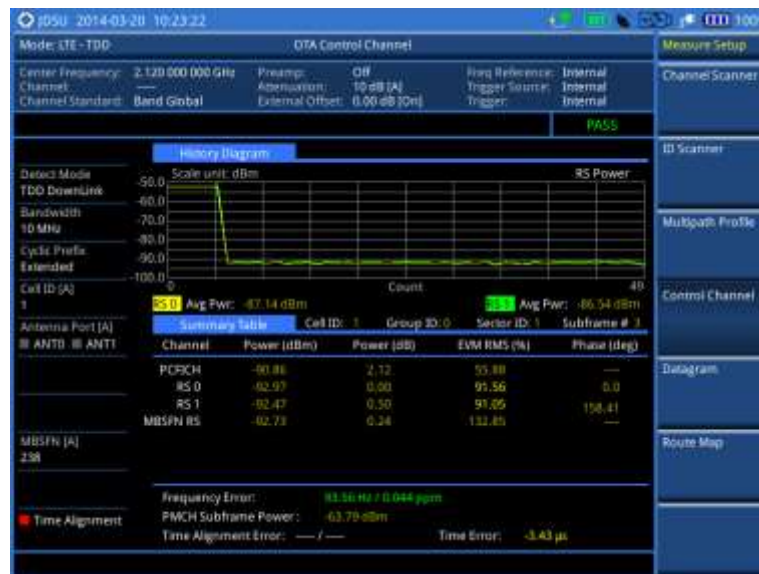 JDSU 2014-03-20 10:23:22
100
Mode: LTE - TDD
OTA Control Channel
Measure Setup
Center Frequency: 2.120 000 000 GHz
Preamp: Off
Freq Reference: Internal
Channel: ---
Attenuation: 10 dB [A]
Trigger Source: Internal
Channel Standard: Band Global
External Offset: 0.00 dB [On]
Trigger: Internal
Channel Scanner
PASS
History Diagram
ID Scanner
Detect Mode
TDD DownLink
Scale unit: dBm
RS Power
-50.0
-60.0
-70.0
-80.0
-90.0
-100.0
Bandwidth
10 MHz
Multipath Profile
Cyclic Prefix
Extended
0
Count
49
Cell ID [A]
1
RS 0 Avg Pwr: -87.14 dBm
RS 1 Avg Pwr: -86.54 dBm
Control Channel
Summary Table
Cell ID: 1
Group ID: 0
Sector ID: 1
Subframe # 3
Antenna Port [A]
ANT0 ANT1
Channel Power (dBm) Power (dB) EVM RMS (%) Phase (deg)
PCFICH -90.86 2.12 55.88 ---
RS 0 -92.97 0.00 91.56 0.0
RS 1 -92.47 0.50 91.05 158.41
MBSFN RS -92.73 0.24 132.85 ---
Datagram
MBSFN [A]
238
Route Map
Frequency Error: 93.56 Hz / 0.044 ppm
PMCH Subframe Power: -63.79 dBm
Time Alignment
Time Alignment Error: --- / ---
Time Error: -3.43 µs